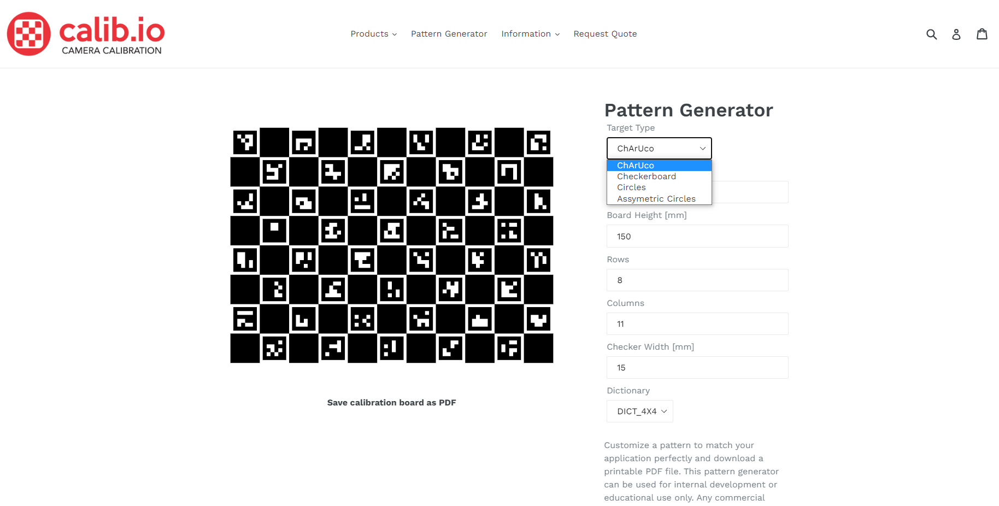 calib.io
CAMERA CALIBRATION
Products
Pattern Generator
Information
Request Quote
Pattern Generator
Target Type
ChArUco
ChArUco
Checkerboard
Circles
Assymetric Circles
Board Height [mm]
150
Rows
8
Columns
11
Checker Width [mm]
15
Dictionary
DICT_4X4
Save calibration board as PDF
Customize a pattern to match your
application perfectly and download a
printable PDF file. This pattern generator
can be used for internal development or
educational use only. Any commercial